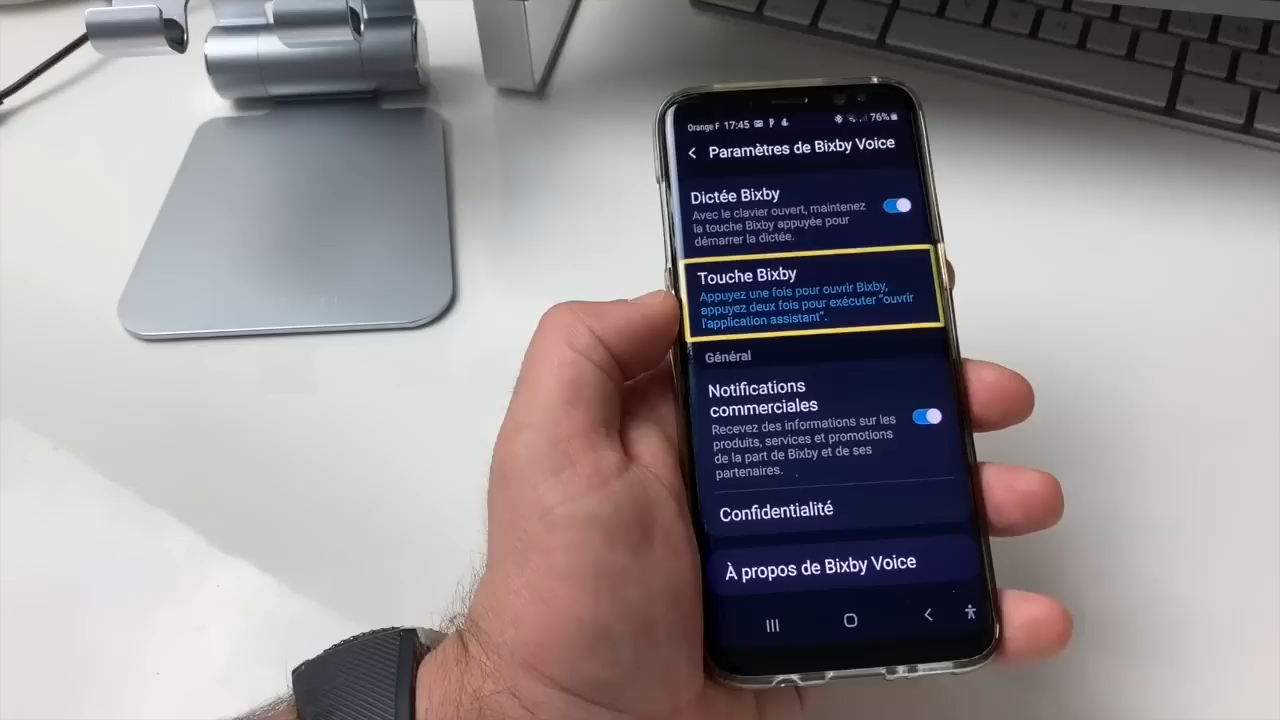 Orange F 17:45 76%
Paramètres de Bixby Voice
Dictée Bixby
Avec le clavier ouvert, maintenez
la touche Bixby appuyée pour
démarrer la dictée.
Touche Bixby
Appuyez une fois pour ouvrir Bixby,
appuyez deux fois pour exécuter "ouvrir
l'application assistant".
Général
Notifications
commerciales
Recevez des informations sur les
produits, services et promotions
de la part de Bixby et de ses
partenaires.
Confidentialité
À propos de Bixby Voice